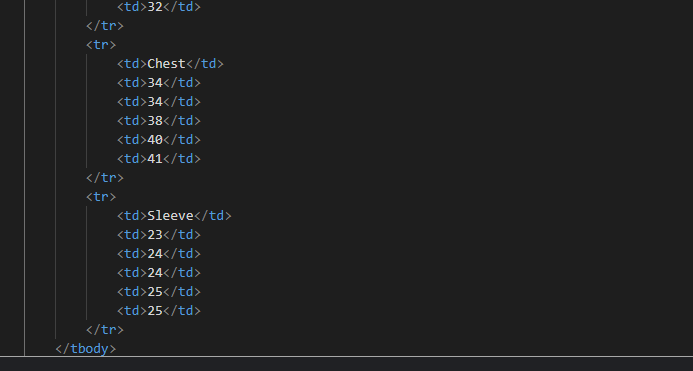 <td>32</td>
</tr>
<tr>
<td>Chest</td>
<td>34</td>
<td>34</td>
<td>38</td>
<td>40</td>
<td>41</td>
</tr>
<tr>
<td>Sleeve</td>
<td>23</td>
<td>24</td>
<td>24</td>
<td>25</td>
<td>25</td>
</tr>
</tbody>